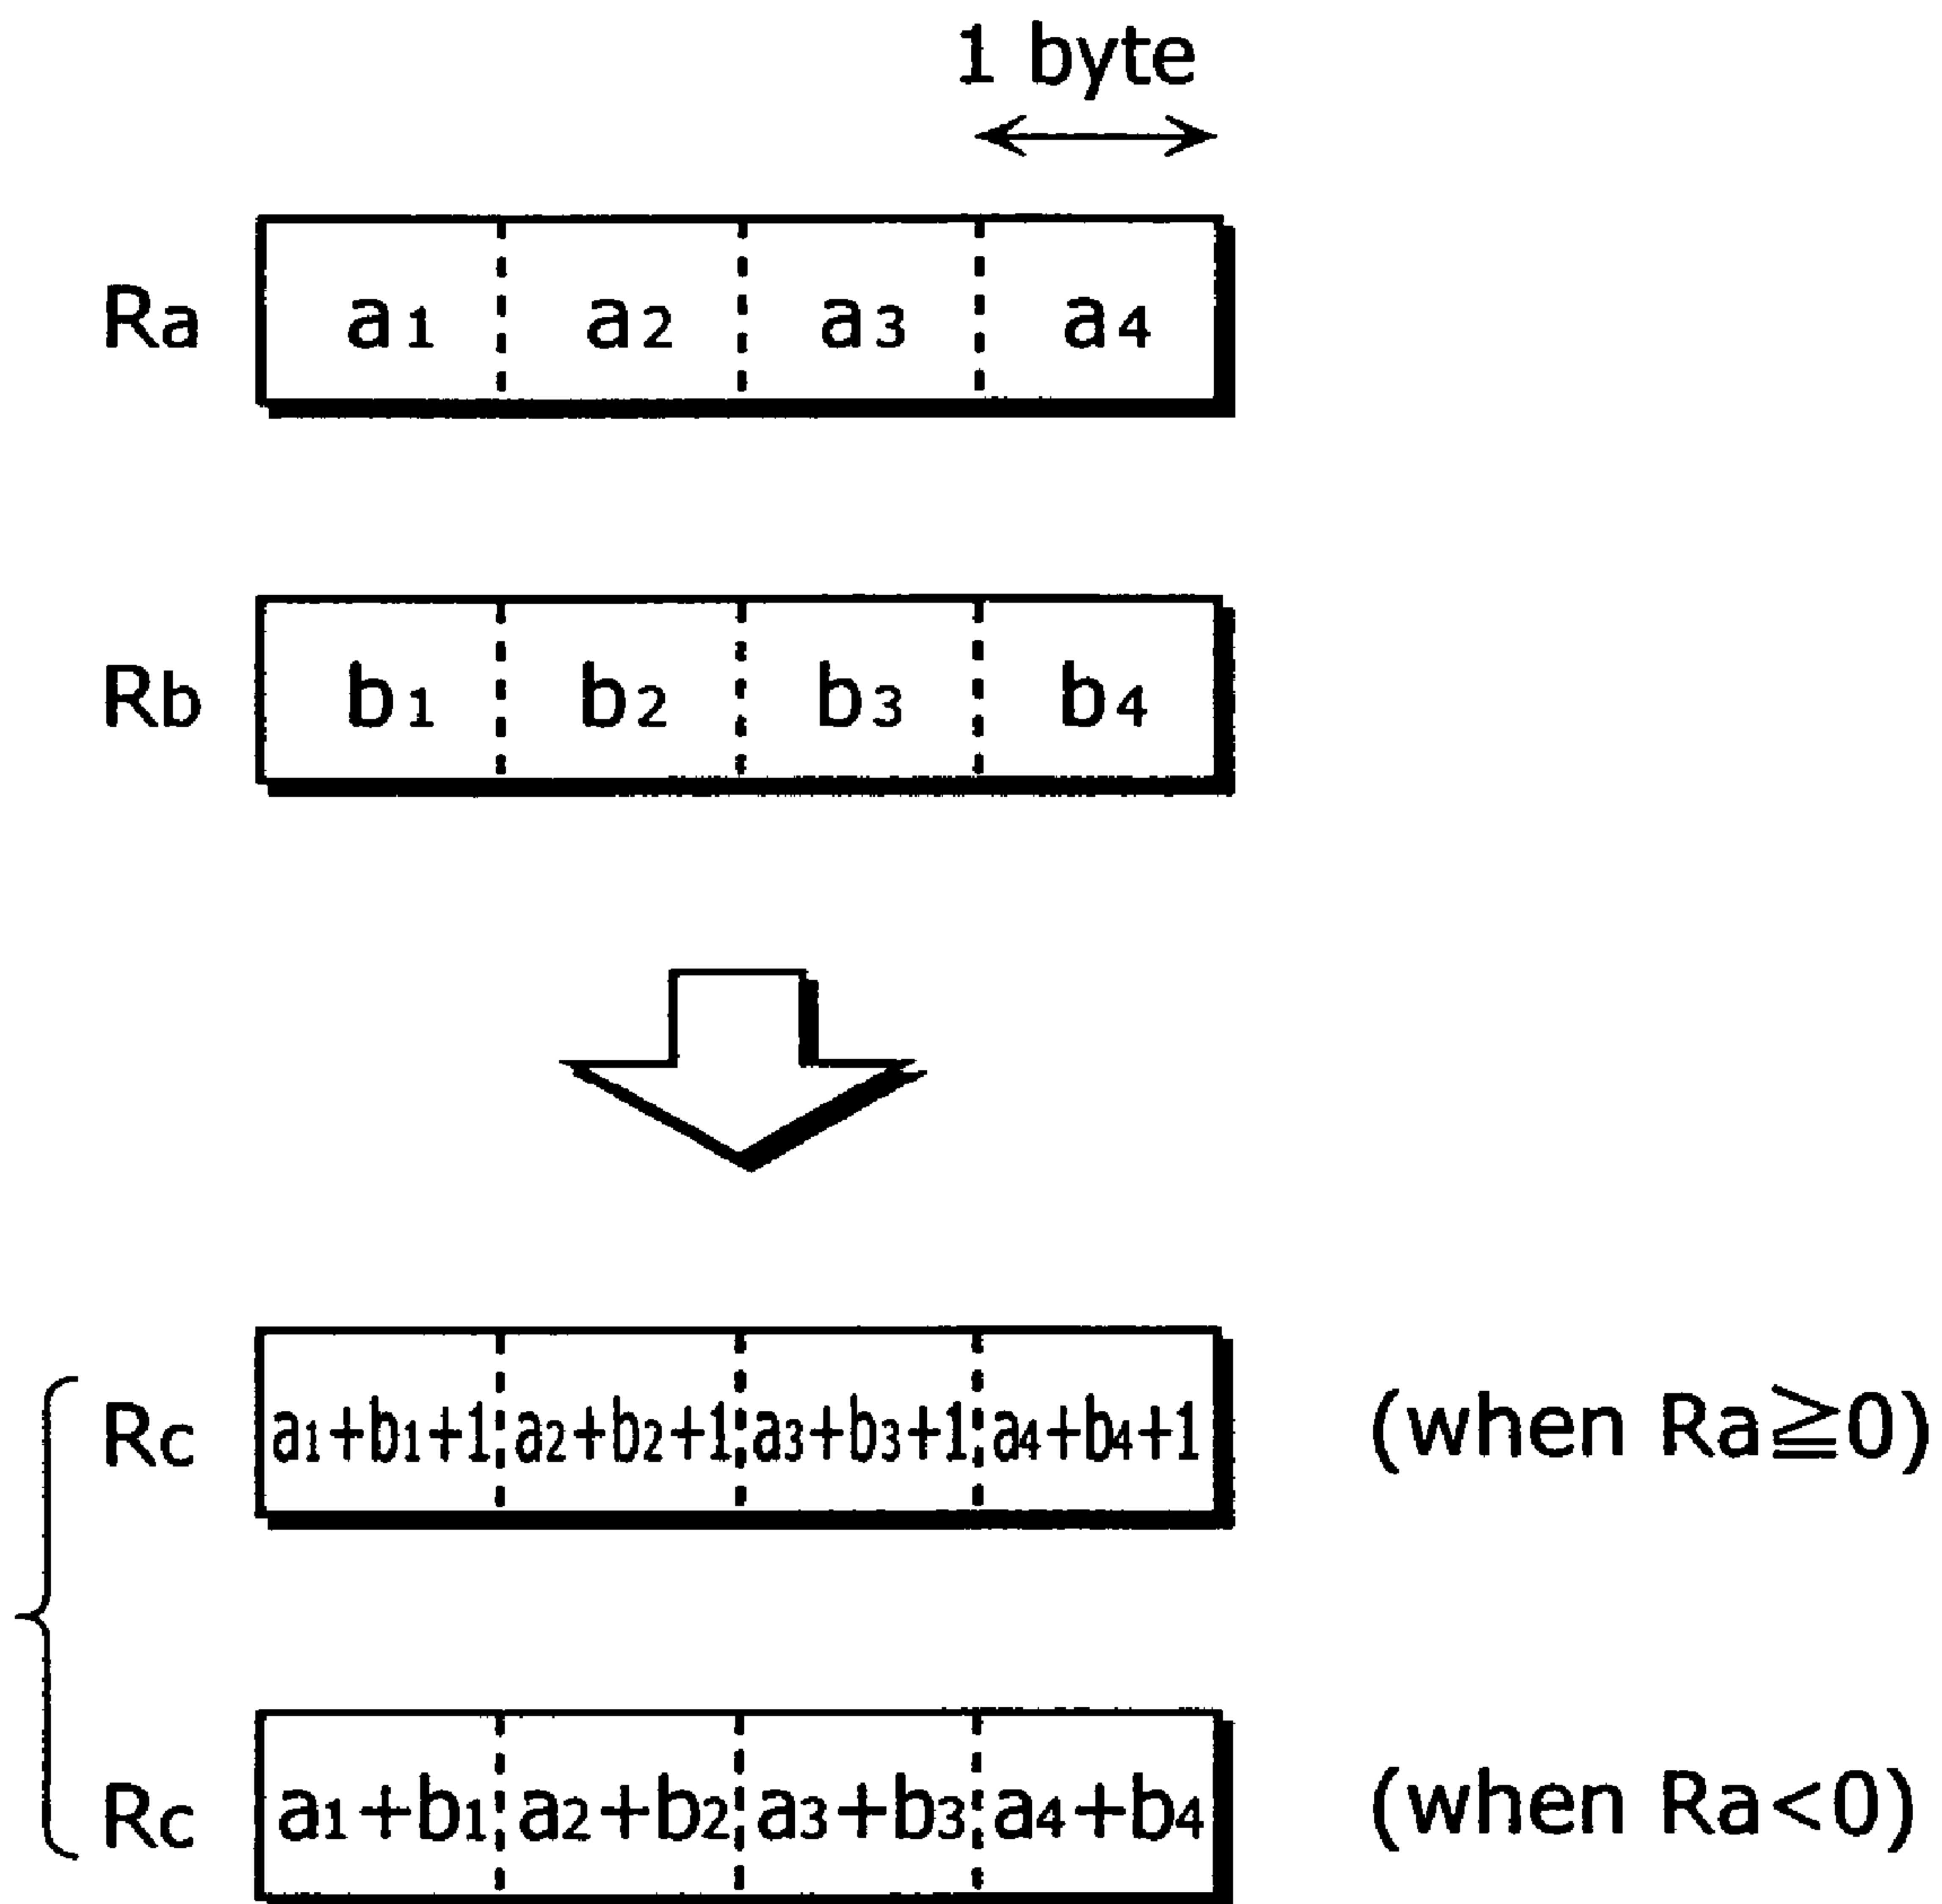 1 byte
Ra a1 a2 a3 a4
Rb b1 b2 b3 b4
Rc a1+b1+1 a2+b2+1 a3+b3+1 a4+b4+1 (when Ra≧0)
Rc a1+b1 a2+b2 a3+b3 a4+b4 (when Ra<0)